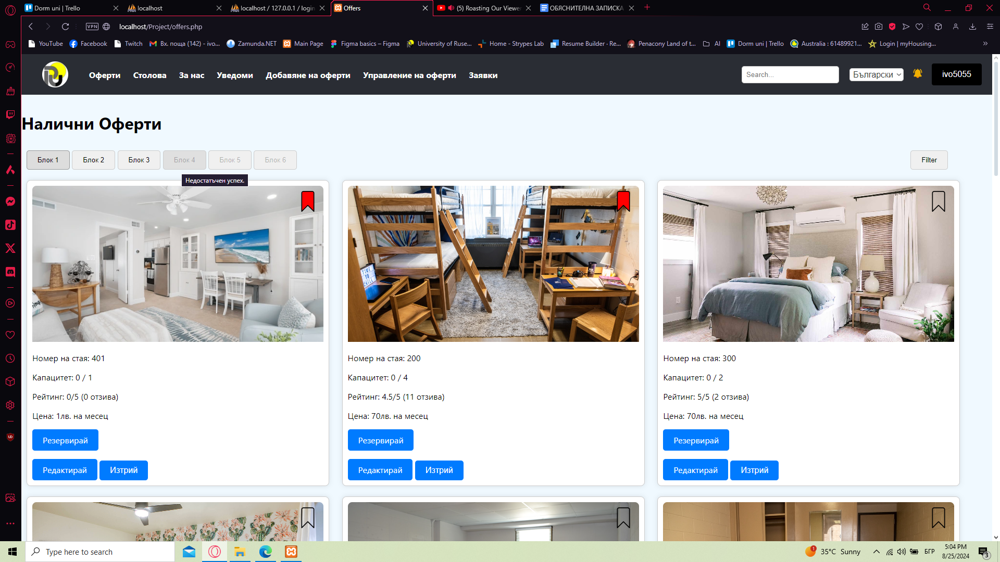 Dorm uni | Trello
localhost
localhost / 127.0.0.1 / login
Offers
(5) Roasting Our Viewer
ОБЯСНИТЕЛНА ЗАПИСКА
VPN
localhost/Project/offers.php
YouTube
Facebook
Twitch
Вх. поща (142) - ivo...
Zamunda.NET
Main Page
Figma basics – Figma
University of Ruse...
Home - Strypes Lab
Resume Builder · Re...
Penacony Land of t...
AI
Dorm uni | Trello
Australia : 61489921...
Login | myHousing...
Оферти
Столова
За нас
Уведоми
Добавяне на оферти
Управление на оферти
Заявки
Search...
Български
ivo5055
Налични Оферти
Блок 1
Блок 2
Блок 3
Блок 4
Блок 5
Блок 6
Filter
Недостатъчен успех.
TIME TO CHILL
Номер на стая: 401
Капацитет: 0 / 1
Рейтинг: 0/5 (0 отзива)
Цена: 1лв. на месец
Резервирай
Редактирай
Изтрий
Номер на стая: 200
Капацитет: 0 / 4
Рейтинг: 4.5/5 (11 отзива)
Цена: 70лв. на месец
Резервирай
Редактирай
Изтрий
Номер на стая: 300
Капацитет: 0 / 2
Рейтинг: 5/5 (2 отзива)
Цена: 70лв. на месец
Резервирай
Редактирай
Изтрий
Type here to search
1
35°C Sunny
БГР
5:04 PM
8/25/2024
3